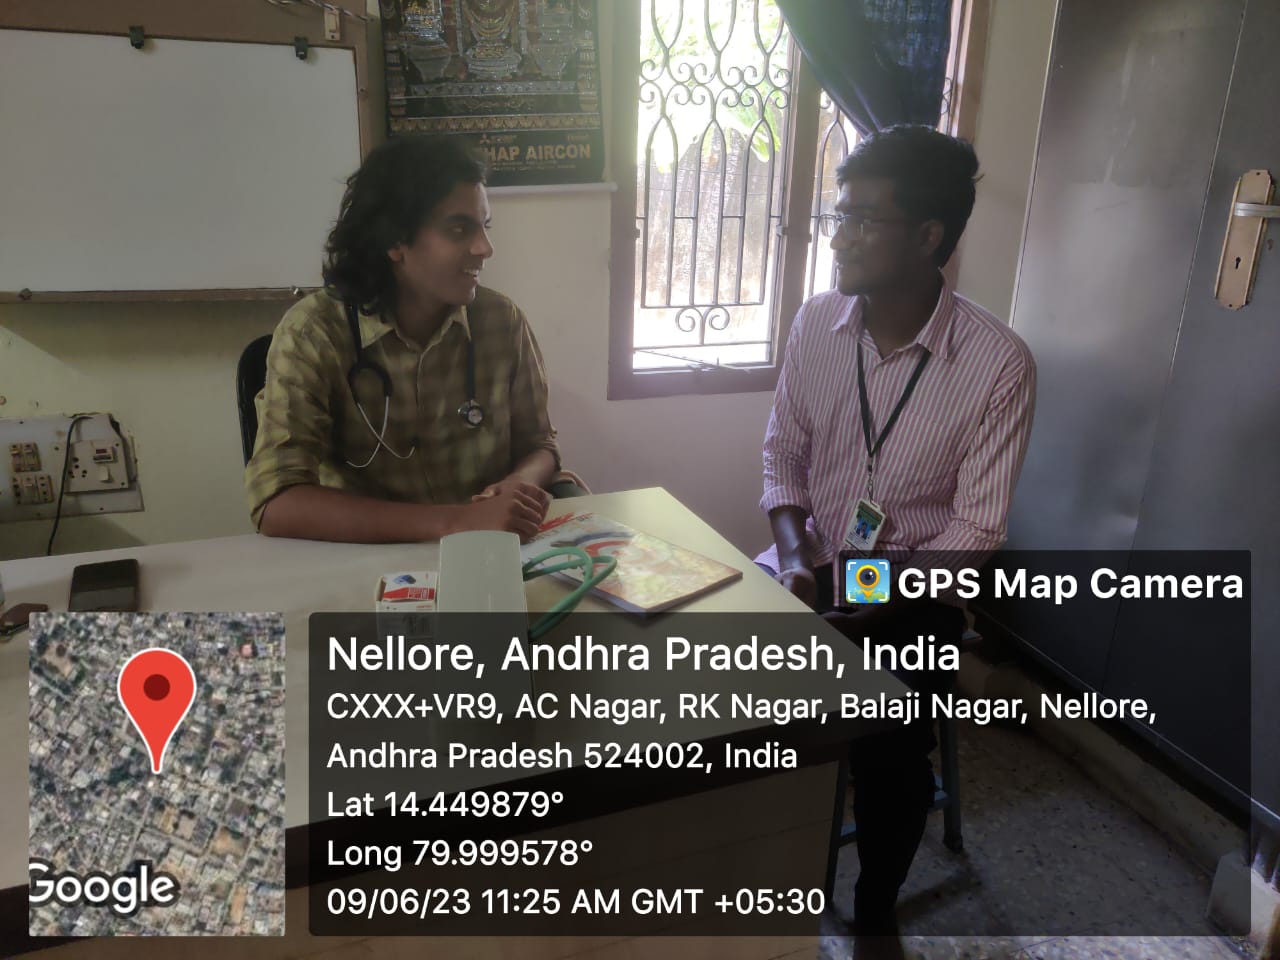 HAP AIRCON
GPS Map Camera
Nellore, Andhra Pradesh, India
CXXX+VR9, AC Nagar, RK Nagar, Balaji Nagar, Nellore,
Andhra Pradesh 524002, India
Lat 14.449879°
Long 79.999578°
09/06/23 11:25 AM GMT +05:30
Google